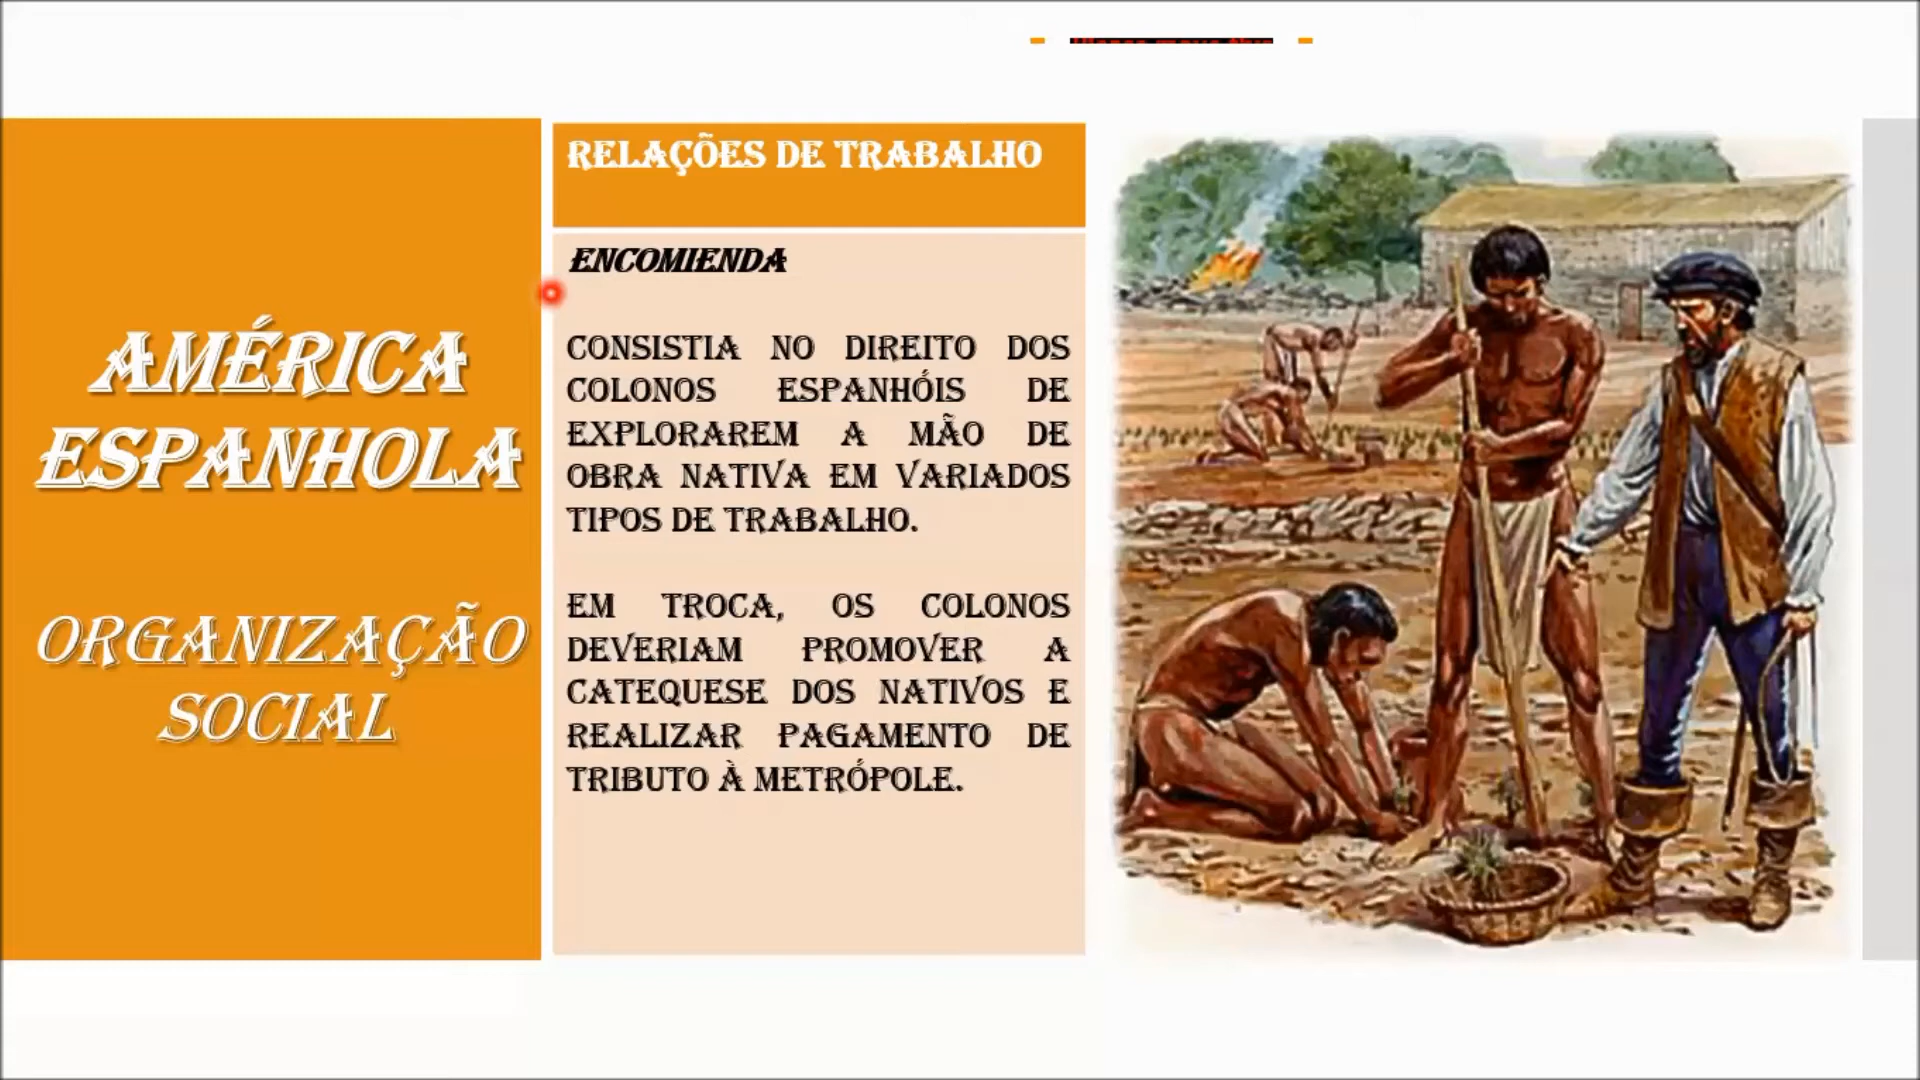 AMÉRICA
ESPANHOLA
ORGANIZAÇÃO
SOCIAL
RELAÇÕES DE TRABALHO
ENCOMIENDA
CONSISTIA NO DIREITO DOS
COLONOS ESPANHÓIS DE
EXPLORAREM A MÃO DE
OBRA NATIVA EM VARIADOS
TIPOS DE TRABALHO.
EM TROCA, OS COLONOS
DEVERIAM PROMOVER A
CATEQUESE DOS NATIVOS E
REALIZAR PAGAMENTO DE
TRIBUTO À METRÓPOLE.